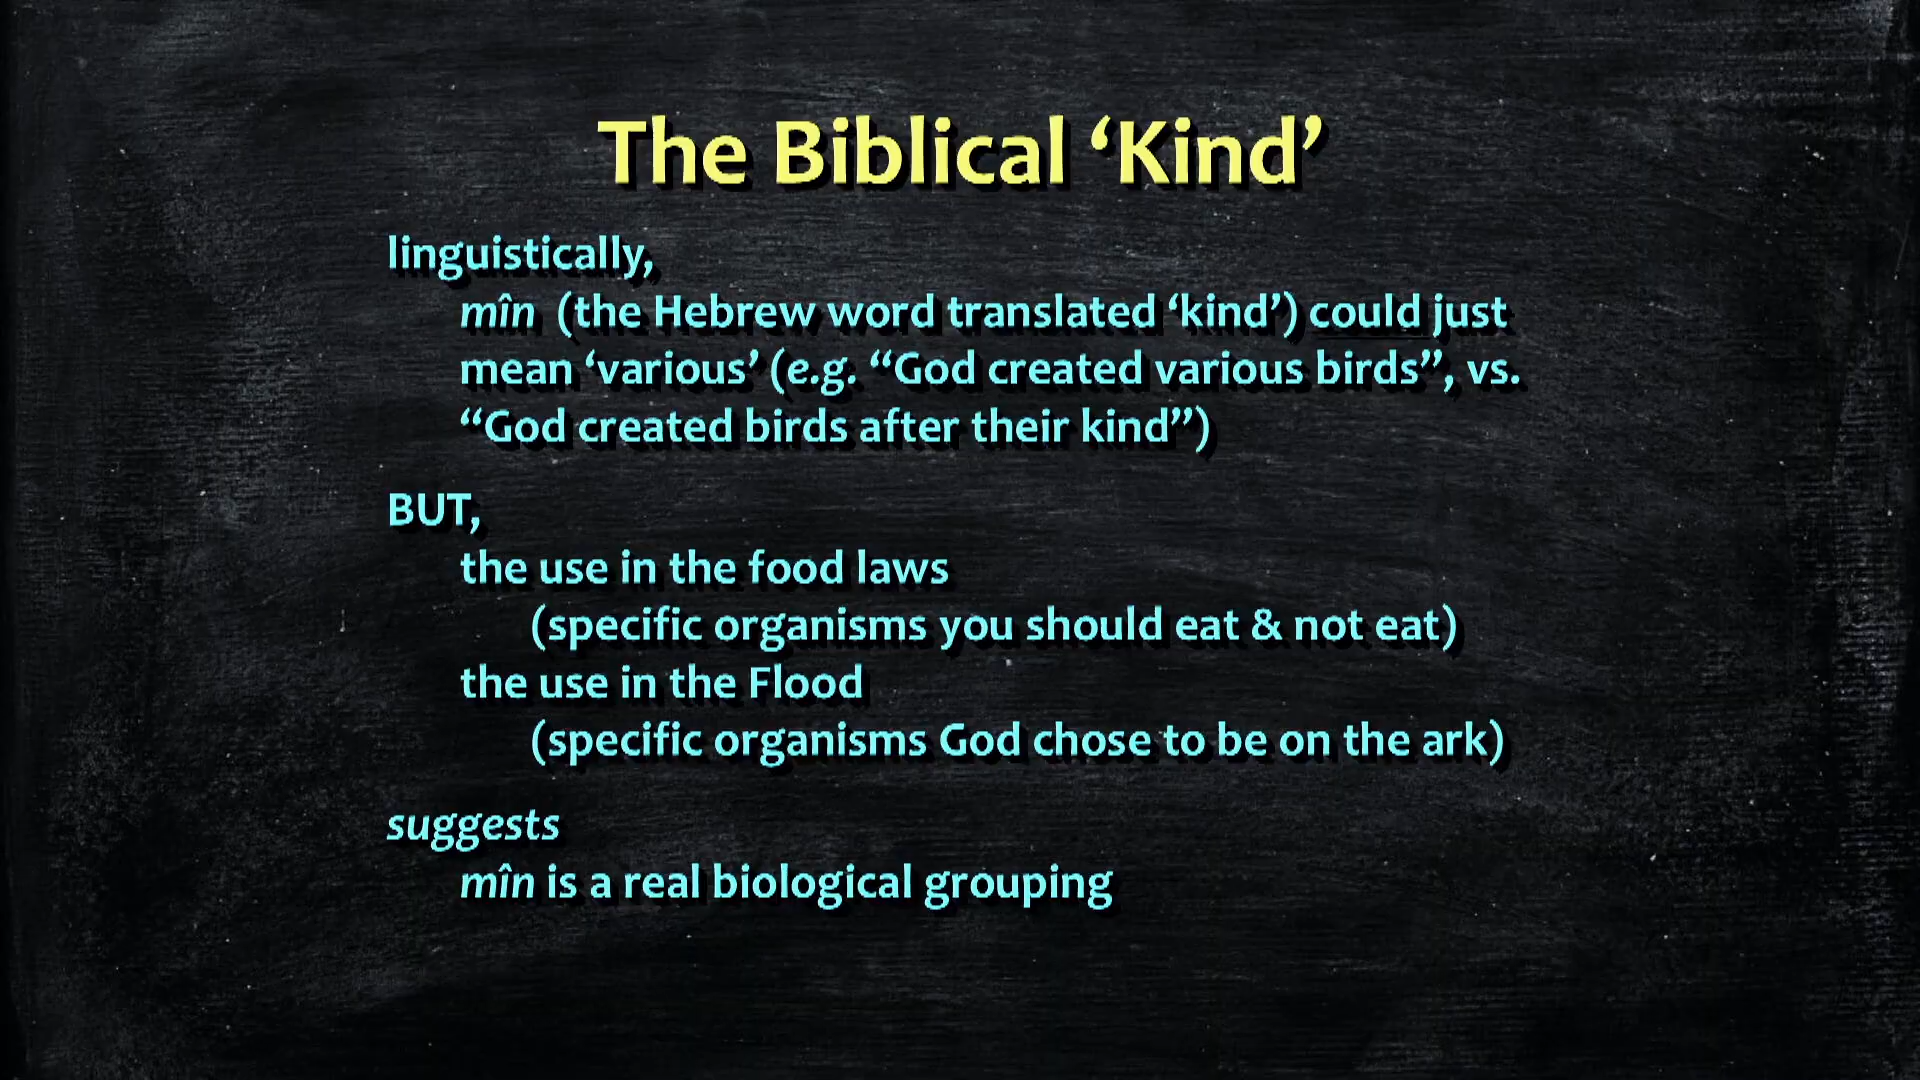 The Biblical ‘Kind’
linguistically,
mîn (the Hebrew word translated ‘kind’) could just
mean ‘various’ (e.g. “God created various birds”, vs.
“God created birds after their kind”)
BUT,
the use in the food laws
(specific organisms you should eat & not eat)
the use in the Flood
(specific organisms God chose to be on the ark)
suggests
mîn is a real biological grouping